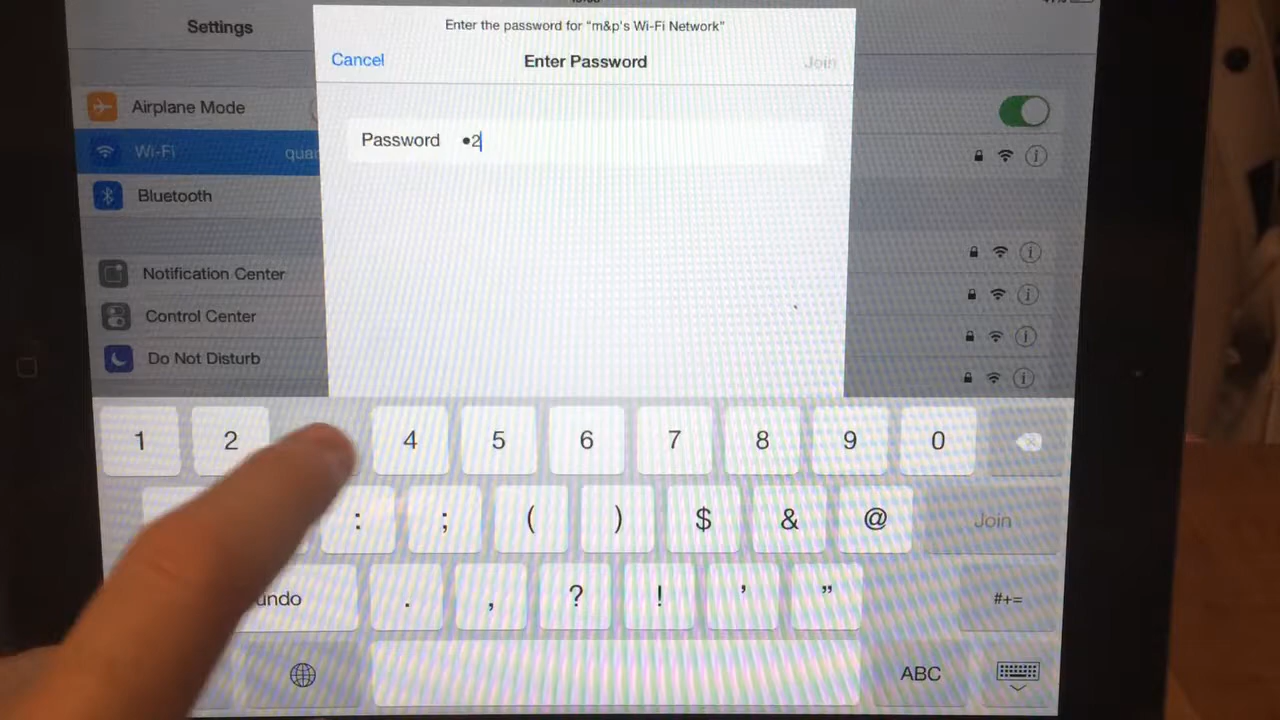 Settings
Enter the password for "m&p's Wi-Fi Network"
Cancel
Enter Password
Join
Airplane Mode
Password •2
Wi-Fi
Bluetooth
Notification Center
Control Center
Do Not Disturb
1 2 4 5 6 7 8 9 0
: ; ( ) $ & @ Join
undo . , ? ! ' " #+=
ABC